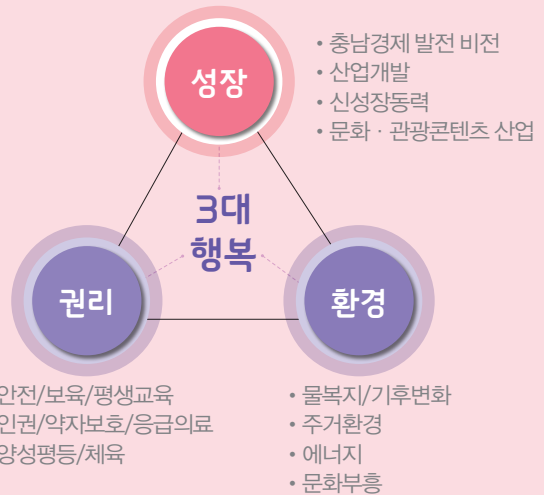 성장
• 충남경제 발전 비전
• 산업개발
• 신성장동력
• 문화 · 관광콘텐츠 산업
3대
행복
권리
환경
안전/보육/평생교육
인권/약자보호/응급의료
양성평등/체육
• 물복지/기후변화
• 주거환경
• 에너지
• 문화부흥